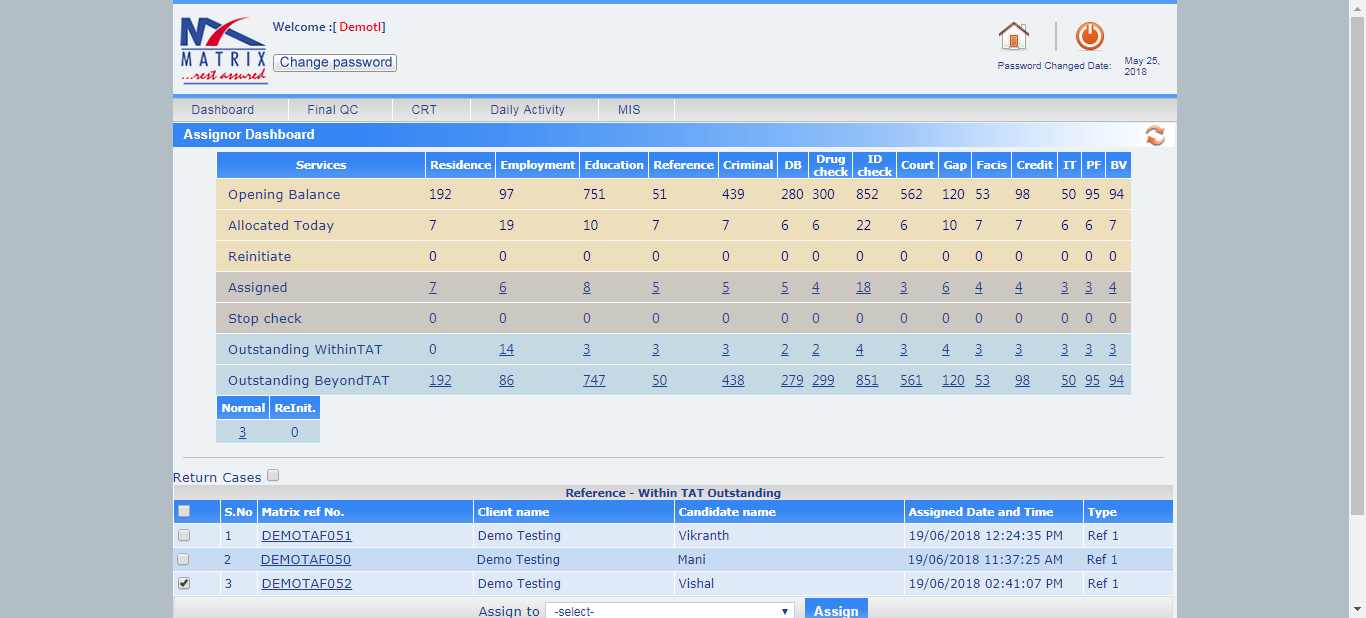 Welcome :[ Demotl]
MATRIX
...rest assured
Change password
Password Changed Date: May 25, 2018
Dashboard Final QC CRT Daily Activity MIS
Assignor Dashboard
Services Residence Employment Education Reference Criminal DB Drug check ID check Court Gap Facis Credit IT PF BV
Opening Balance 192 97 751 51 439 280 300 852 562 120 53 98 50 95 94
Allocated Today 7 19 10 7 7 6 6 22 6 10 7 7 6 6 7
Reinitiate 0 0 0 0 0 0 0 0 0 0 0 0 0 0 0
Assigned 7 6 8 5 5 5 4 18 3 6 4 4 3 3 4
Stop check 0 0 0 0 0 0 0 0 0 0 0 0 0 0 0
Outstanding WithinTAT 0 14 3 3 3 2 2 4 3 4 3 3 3 3 3
Outstanding BeyondTAT 192 86 747 50 438 279 299 851 561 120 53 98 50 95 94
Normal ReInit.
3 0
Return Cases
Reference - Within TAT Outstanding
S.No Matrix ref No. Client name Candidate name Assigned Date and Time Type
1 DEMOTAF051 Demo Testing Vikranth 19/06/2018 12:24:35 PM Ref 1
2 DEMOTAF050 Demo Testing Mani 19/06/2018 11:37:25 AM Ref 1
3 DEMOTAF052 Demo Testing Vishal 19/06/2018 02:41:07 PM Ref 1
Assign to -select- Assign